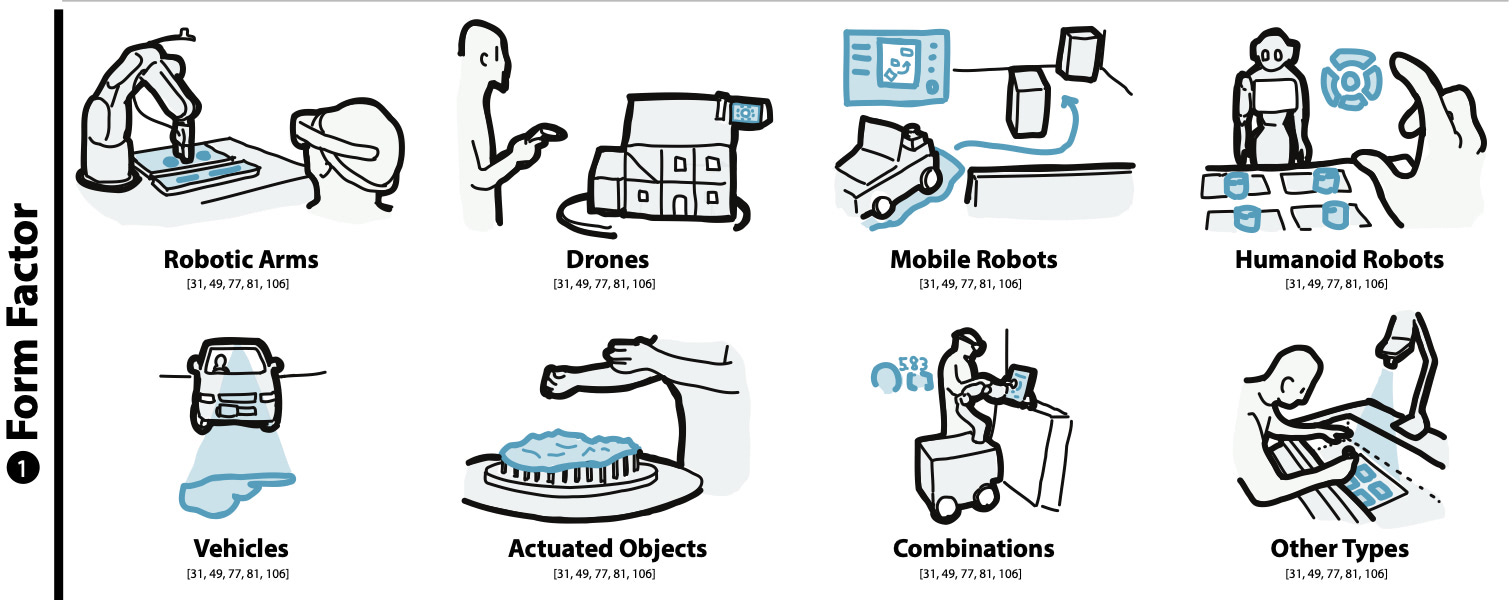 1 Form Factor
Robotic Arms
[31, 49, 77, 81, 106]
Drones
[31, 49, 77, 81, 106]
Mobile Robots
[31, 49, 77, 81, 106]
Humanoid Robots
[31, 49, 77, 81, 106]
5.83
Vehicles
[31, 49, 77, 81, 106]
Actuated Objects
[31, 49, 77, 81, 106]
Combinations
[31, 49, 77, 81, 106]
Other Types
[31, 49, 77, 81, 106]